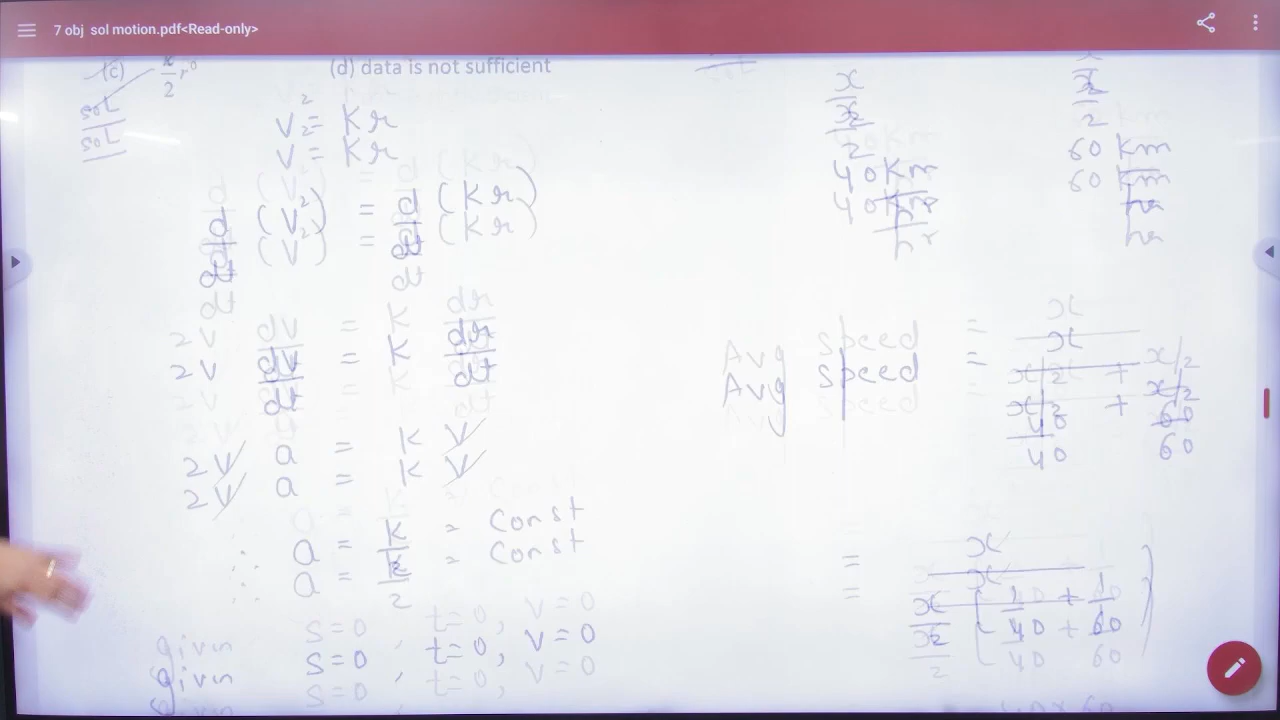 7 obj sol motion.pdf<Read-only>
(c)
(d) data is not sufficient
sol
v² = Kr
d/dt (v²) = d/dt (Kr)
2v dv/dt = K dr/dt
2v a = K v
∴ a = K/2 = Const
given s=0, t=0, v=0
x/2
x/2
40 Km/hr
60 Km/hr
Avg speed = x / (x/2/40 + x/2/60)
= x / (x/2 (1/40 + 1/60))